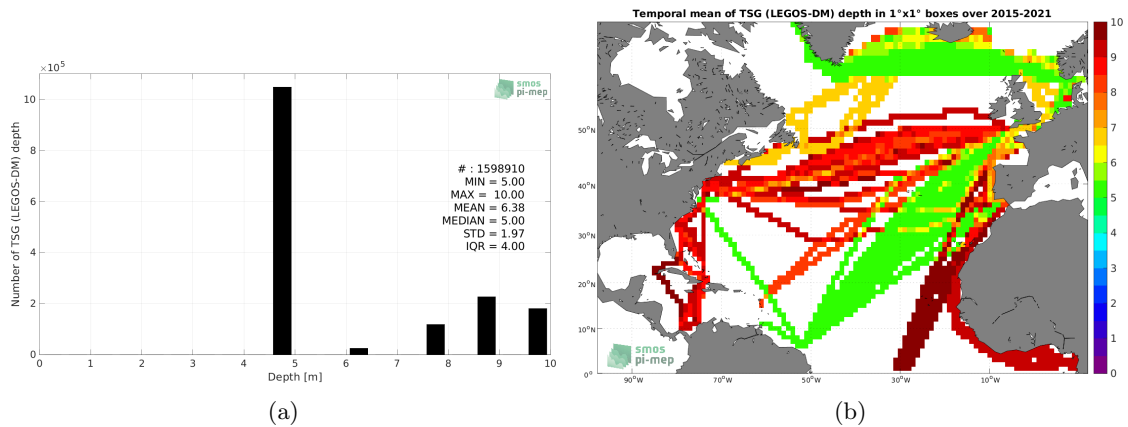 ×10⁵
10
8
6
4
2
0
Number of TSG (LEGOS-DM) depth
smos
pi-mep
# : 1598910
MIN = 5.00
MAX = 10.00
MEAN = 6.38
MEDIAN = 5.00
STD = 1.97
IQR = 4.00
0 1 2 3 4 5 6 7 8 9 10
Depth [m]
(a)
Temporal mean of TSG (LEGOS-DM) depth in 1°x1° boxes over 2015-2021
50°N
40°N
30°N
20°N
10°N
0°
90°W 70°W 50°W 30°W 10°W
smos
pi-mep
10
9
8
7
6
5
4
3
2
1
0
(b)